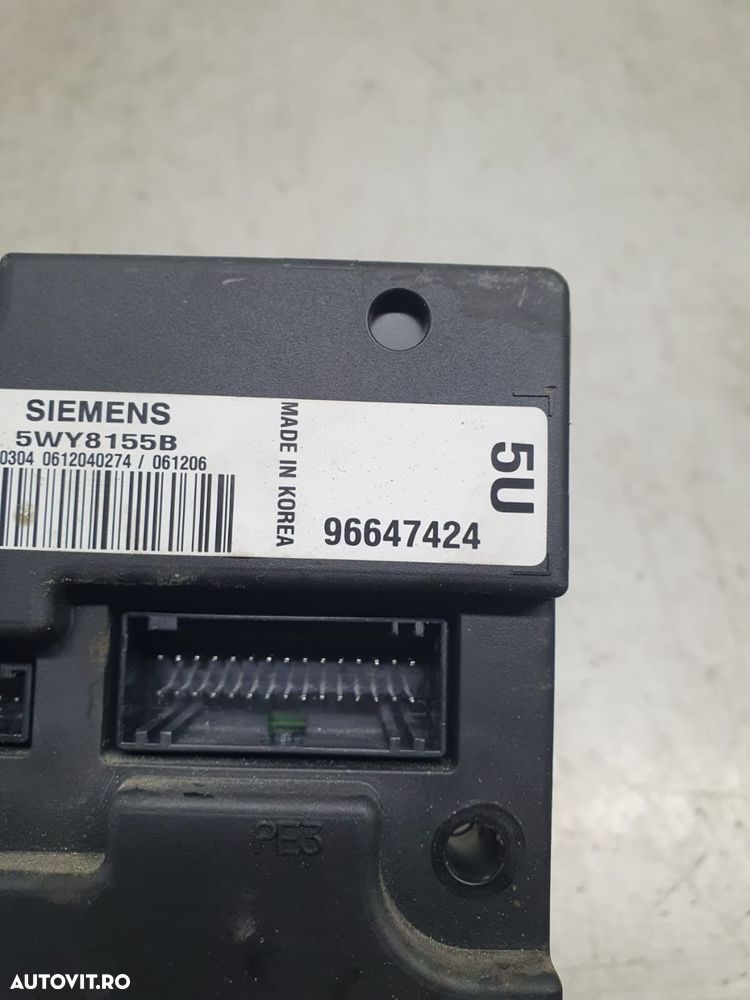 SIEMENS
5WY8155B
0304 0612040274 / 061206
MADE IN KOREA
96647424
5U
PE3
AUTOVIT.RO